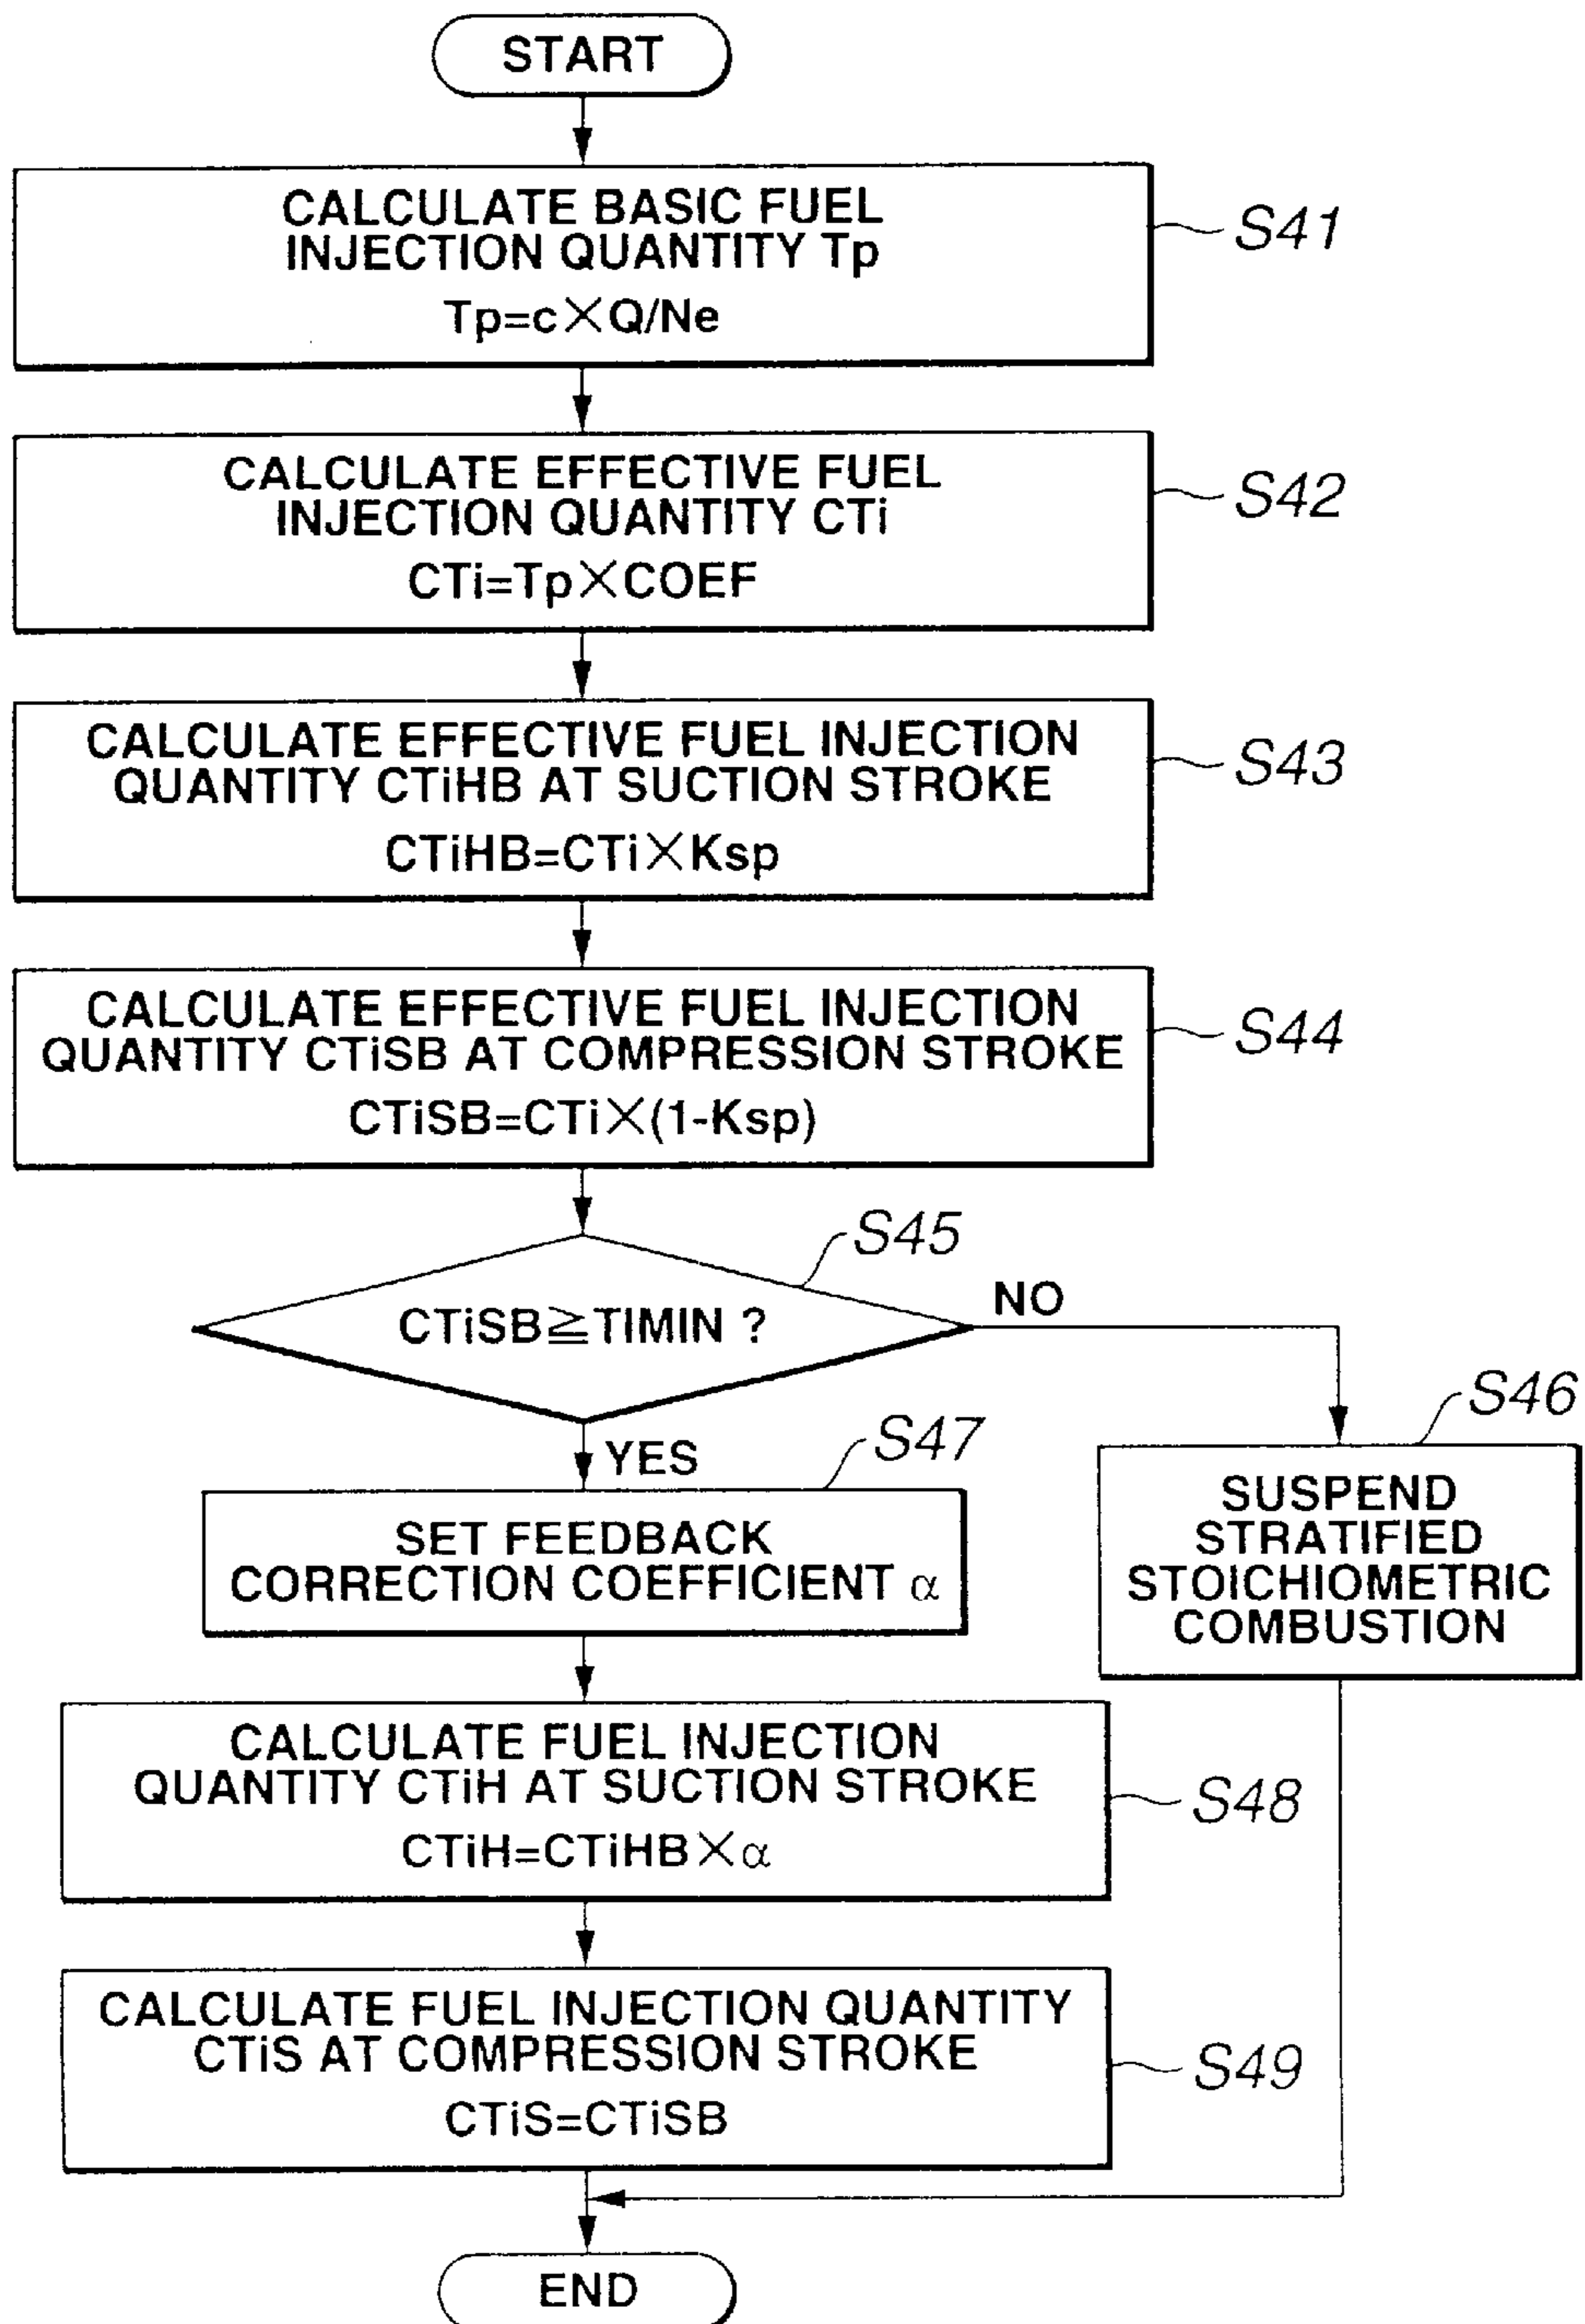 START
CALCULATE BASIC FUEL
INJECTION QUANTITY Tp
Tp=c×Q/Ne
S41
CALCULATE EFFECTIVE FUEL
INJECTION QUANTITY CTi
CTi=Tp×COEF
S42
CALCULATE EFFECTIVE FUEL INJECTION
QUANTITY CTiHB AT SUCTION STROKE
CTiHB=CTi×Ksp
S43
CALCULATE EFFECTIVE FUEL INJECTION
QUANTITY CTiSB AT COMPRESSION STROKE
CTiSB=CTi×(1-Ksp)
S44
S45
CTiSB≧TIMIN ?
NO
YES
S46
SUSPEND
STRATIFIED
STOICHIOMETRIC
COMBUSTION
S47
SET FEEDBACK
CORRECTION COEFFICIENT α
CALCULATE FUEL INJECTION
QUANTITY CTiH AT SUCTION STROKE
CTiH=CTiHB×α
S48
CALCULATE FUEL INJECTION QUANTITY
CTiS AT COMPRESSION STROKE
CTiS=CTiSB
S49
END